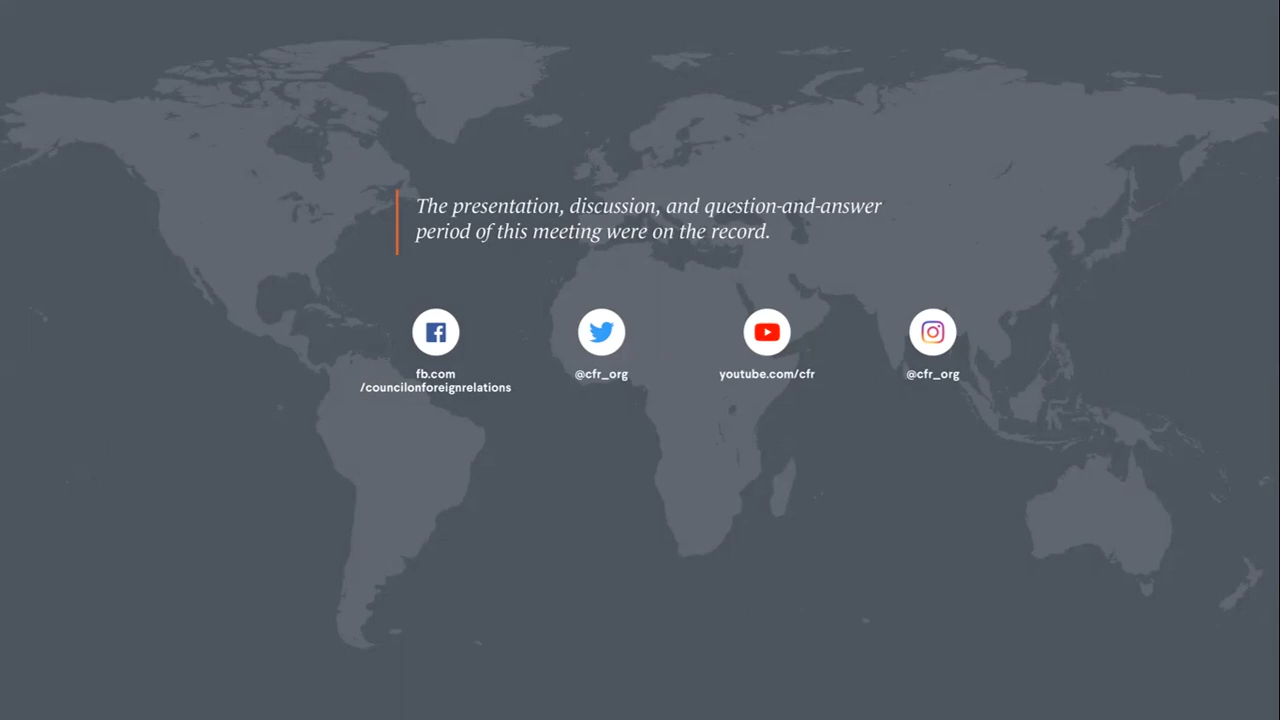 The presentation, discussion, and question-and-answer
period of this meeting were on the record.
fb.com
/councilonforeignrelations
@cfr_org
youtube.com/cfr
@cfr_org